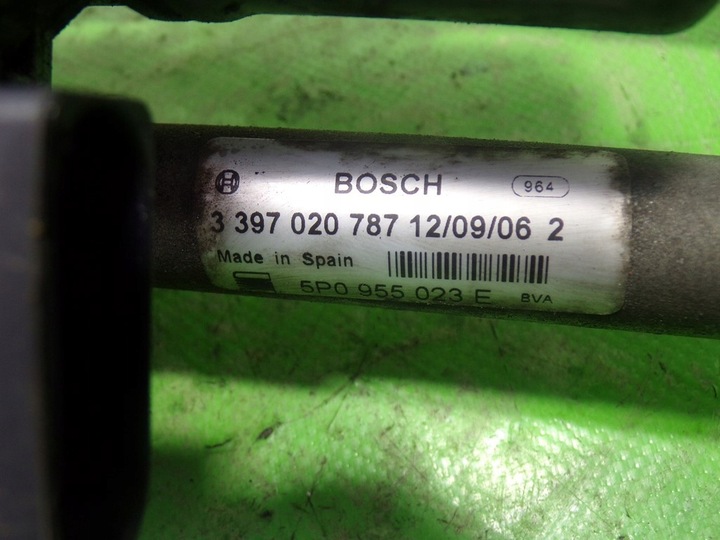 BOSCH 964
3 397 020 787 12/09/06 2
Made in Spain
5P0 955 023 E BVA